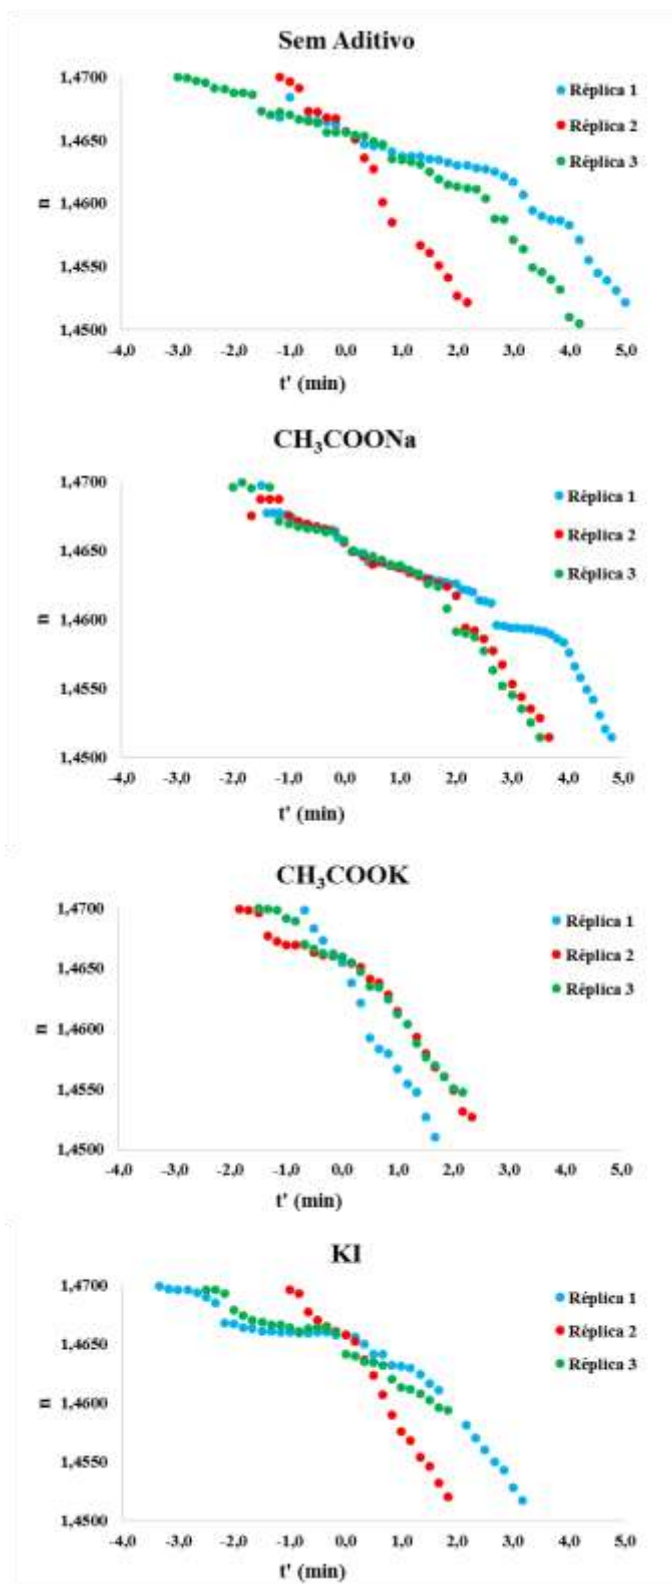 Sem Aditivo
1,4700
1,4650
1,4600
1,4550
1,4500
n
-4,0 -3,0 -2,0 -1,0 0,0 1,0 2,0 3,0 4,0 5,0
t' (min)
Réplica 1
Réplica 2
Réplica 3
CH₃COONa
1,4700
1,4650
1,4600
1,4550
1,4500
n
-4,0 -3,0 -2,0 -1,0 0,0 1,0 2,0 3,0 4,0 5,0
t' (min)
Réplica 1
Réplica 2
Réplica 3
CH₃COOK
1,4700
1,4650
1,4600
1,4550
1,4500
n
-4,0 -3,0 -2,0 -1,0 0,0 1,0 2,0 3,0 4,0 5,0
t' (min)
Réplica 1
Réplica 2
Réplica 3
KI
1,4700
1,4650
1,4600
1,4550
1,4500
n
-4,0 -3,0 -2,0 -1,0 0,0 1,0 2,0 3,0 4,0 5,0
t' (min)
Réplica 1
Réplica 2
Réplica 3